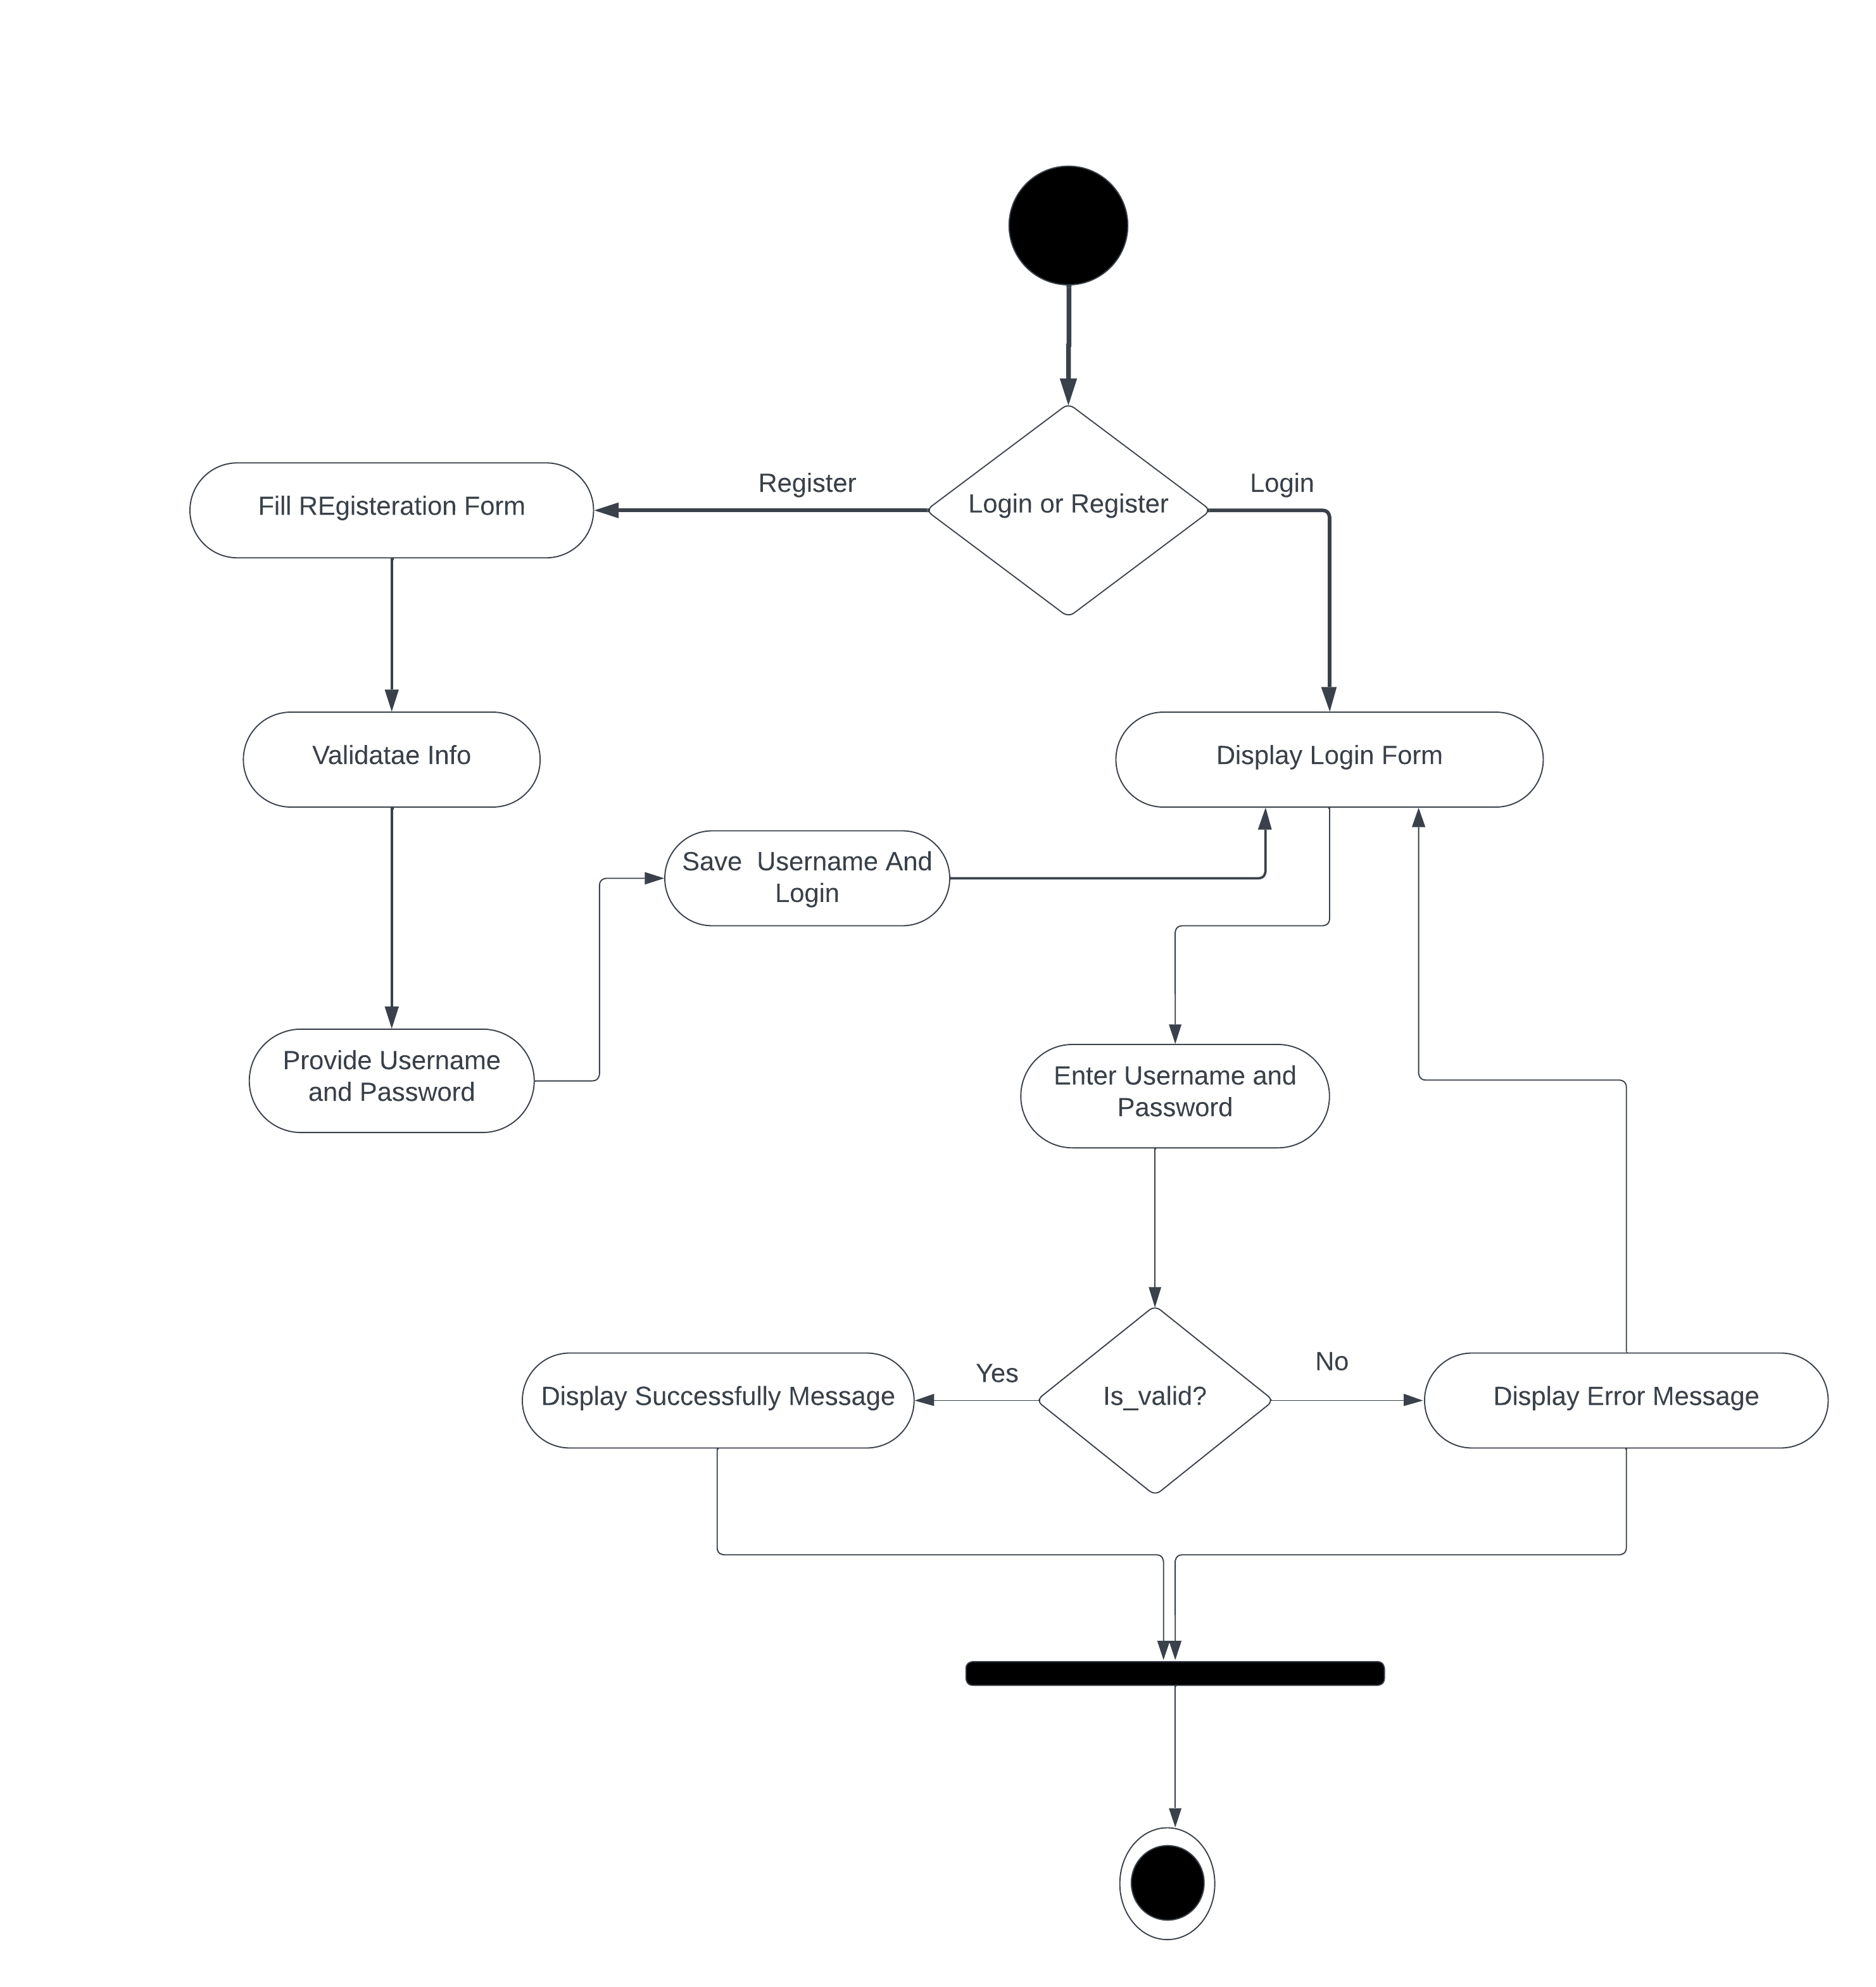 Register
Login
Fill REgisteration Form
Login or Register
Validatae Info
Display Login Form
Save  Username And
Login
Provide Username
and Password
Enter Username and
Password
Yes
No
Display Successfully Message
Is_valid?
Display Error Message